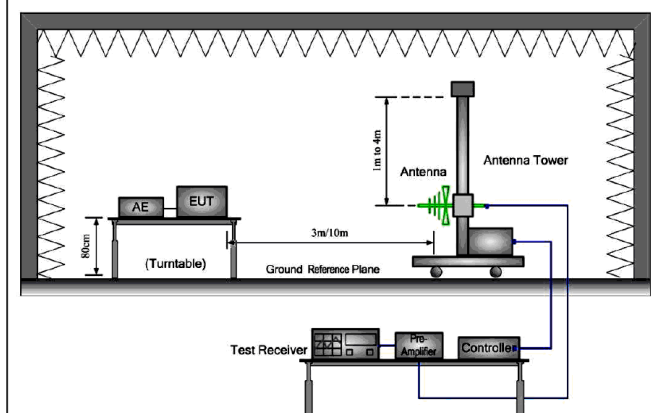 1m to 4m
Antenna
Antenna Tower
AE
EUT
3m/10m
80cm
(Turntable)
Ground Reference Plane
Test Receiver
Pre-
Amplifier
Controller